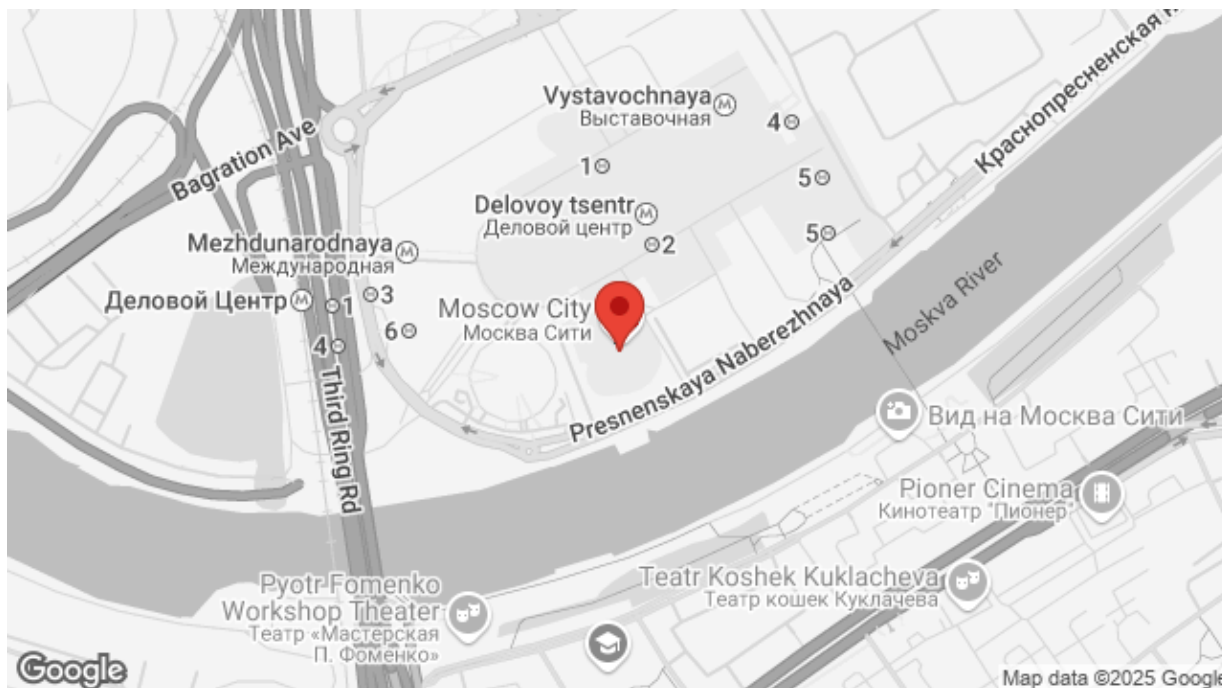 Краснопресненская
Vystavochnaya
Выставочная
4
Bagration Ave
1
5
Delovoy tsentr
Деловой центр
2
5
Mezhdunarodnaya
Международная
Деловой Центр
1
3
Moscow City
Москва Сити
6
4
Third Ring Rd
Presnenskaya Naberezhnaya
Moskva River
Вид на Москва Сити
Pioner Cinema
Кинотеатр "Пионер"
Pyotr Fomenko
Workshop Theater
Театр «Мастерская
П. Фоменко»
Teatr Koshek Kuklacheva
Театр кошек Куклачева
Google
Map data ©2025 Google